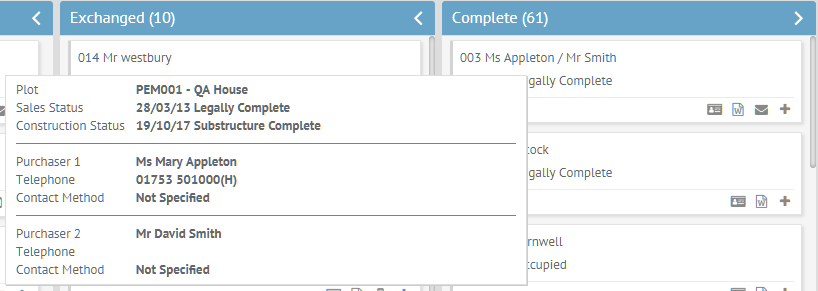 Exchanged (10)
Complete (61)
014 Mr westbury
003 Ms Appleton / Mr Smith
gally Complete
Plot PEM001 - QA House
Sales Status 28/03/13 Legally Complete
Construction Status 19/10/17 Substructure Complete
Purchaser 1 Ms Mary Appleton
Telephone 01753 501000(H)
Contact Method Not Specified
Purchaser 2 Mr David Smith
Telephone
Contact Method Not Specified
cock
gally Complete
rnwell
ccupied